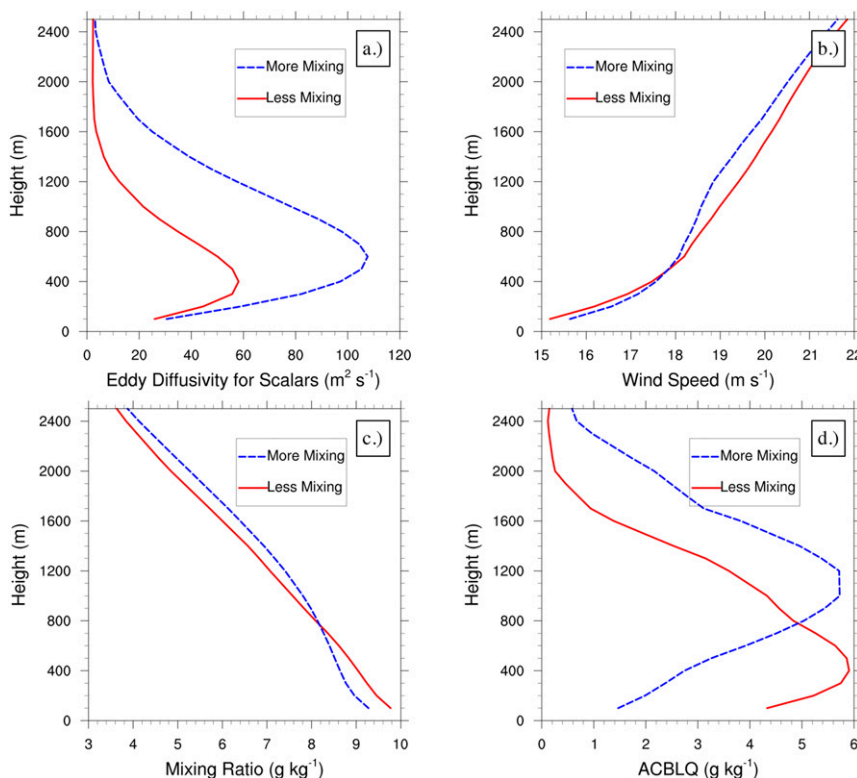 a.)
2400
2000
1600
1200
800
400
0
Height (m)
More Mixing
Less Mixing
0 20 40 60 80 100 120
Eddy Diffusivity for Scalars (m² s⁻¹)
b.)
2400
2000
1600
1200
800
400
0
Height (m)
More Mixing
Less Mixing
15 16 17 18 19 20 21 22
Wind Speed (m s⁻¹)
c.)
2400
2000
1600
1200
800
400
0
Height (m)
More Mixing
Less Mixing
3 4 5 6 7 8 9 10
Mixing Ratio (g kg⁻¹)
d.)
2400
2000
1600
1200
800
400
0
Height (m)
More Mixing
Less Mixing
0 1 2 3 4 5 6
ACBLQ (g kg⁻¹)